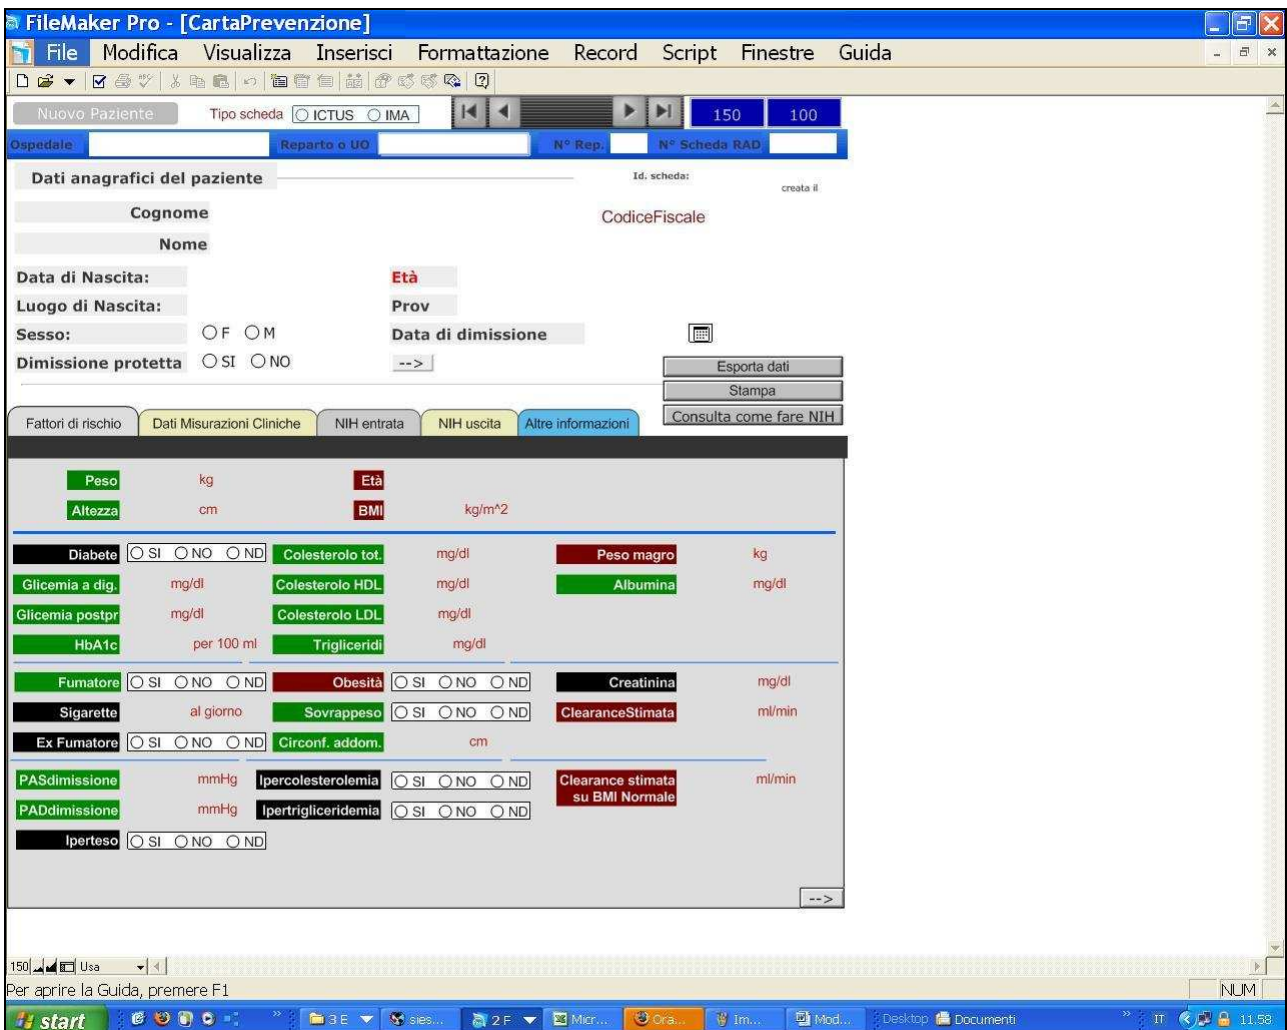 FileMaker Pro - [CartaPrevenzione]
File Modifica Visualizza Inserisci Formattazione Record Script Finestre Guida
Nuovo Paziente Tipo scheda ICTUS IMA 150 100
Ospedale Reparto o UO N° Rep. N° Scheda RAD
Dati anagrafici del paziente Id. scheda: creata il
Cognome CodiceFiscale
Nome
Data di Nascita: Età
Luogo di Nascita: Prov
Sesso: F M Data di dimissione
Dimissione protetta SI NO -->
Esporta dati
Stampa
Consulta come fare NIH
Fattori di rischio Dati Misurazioni Cliniche NIH entrata NIH uscita Altre informazioni
Peso kg Età
Altezza cm BMI kg/m^2
Diabete SI NO ND Colesterolo tot. mg/dl Peso magro kg
Glicemia a dig. mg/dl Colesterolo HDL mg/dl Albumina mg/dl
Glicemia postpr mg/dl Colesterolo LDL mg/dl
HbA1c per 100 ml Trigliceridi mg/dl
Fumatore SI NO ND Obesità SI NO ND Creatinina mg/dl
Sigarette al giorno Sovrappeso SI NO ND ClearanceStimata ml/min
Ex Fumatore SI NO ND Circonf. addom. cm
PASdimissione mmHg Ipercolesterolemia SI NO ND Clearance stimata ml/min
su BMI Normale
PADdimissione mmHg Ipertrigliceridemia SI NO ND
Iperteso SI NO ND
-->
150 Usa
Per aprire la Guida, premere F1 NUM
start » 3 E sies... 2 F Micr... Ora... Im... Mod... Desktop Documenti » IT 11.58